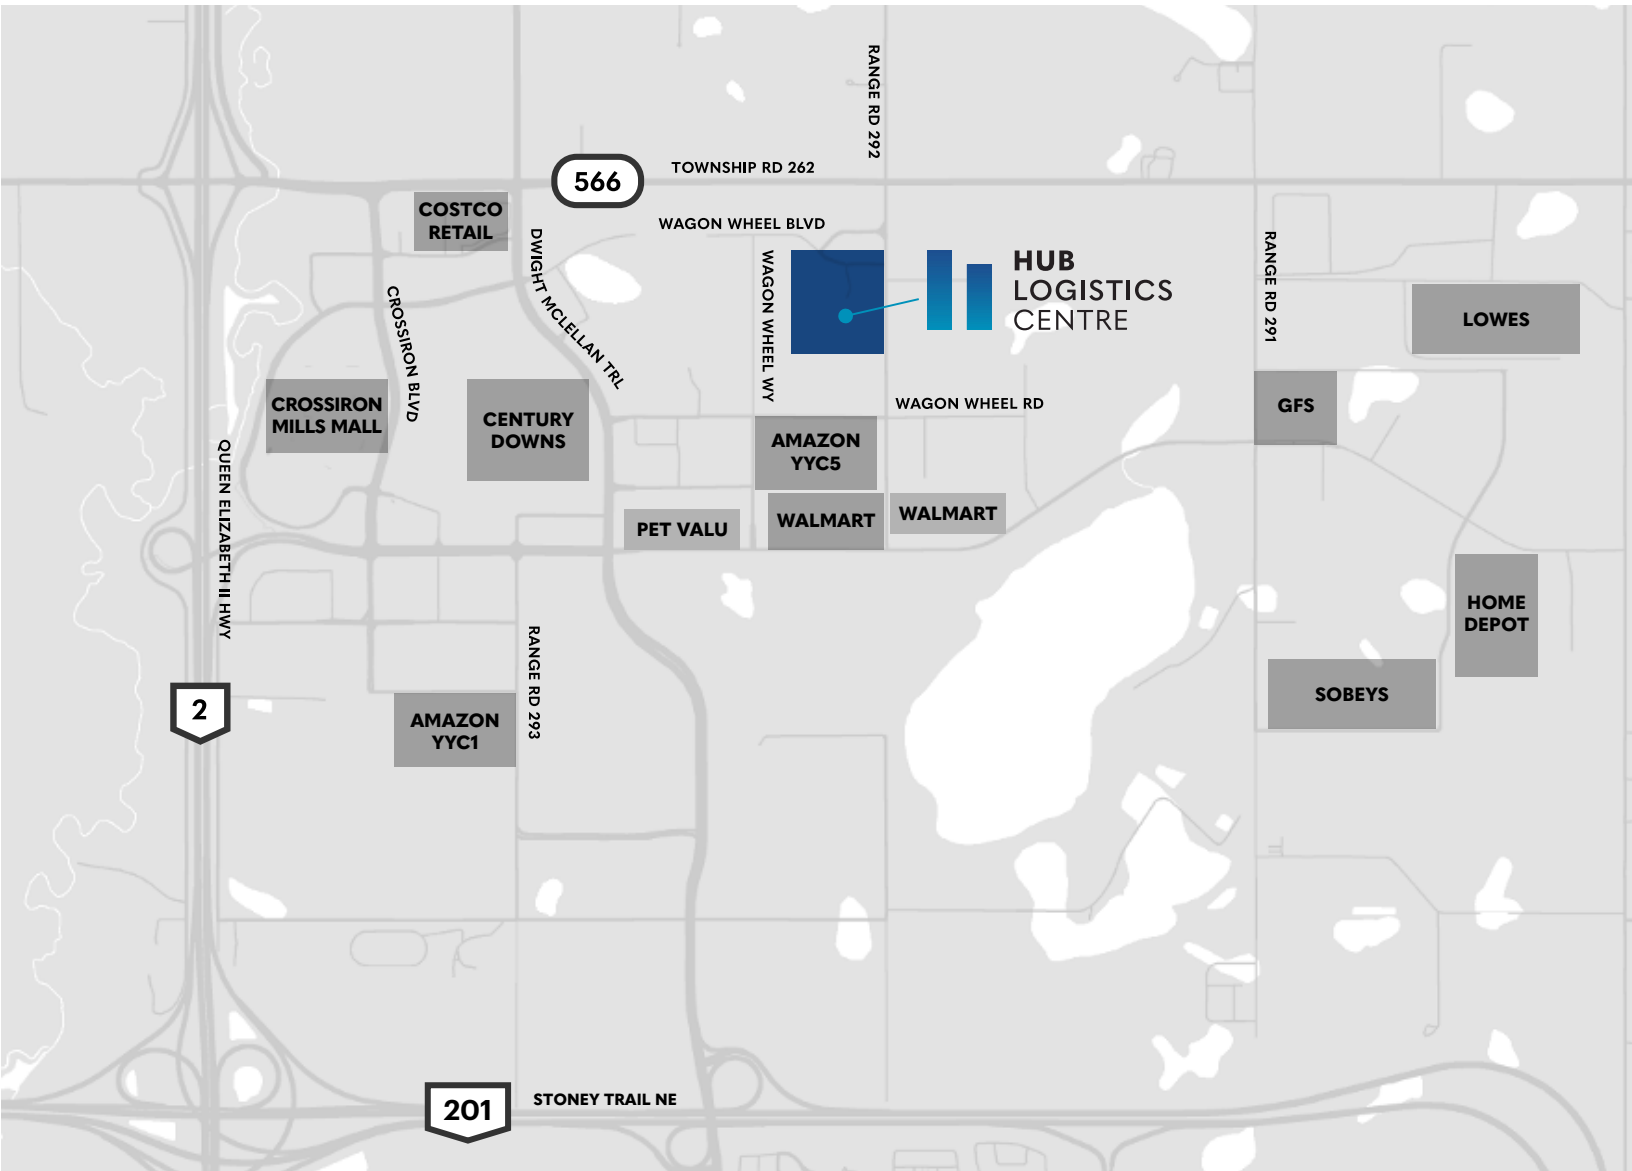 RANGE RD 292
TOWNSHIP RD 262
566
COSTCO
RETAIL
WAGON WHEEL BLVD
DWIGHT MCLELLAN TRL
WAGON WHEEL WY
HUB
LOGISTICS
CENTRE
RANGE RD 291
LOWES
CROSSIRON BLVD
CROSSIRON
MILLS MALL
CENTURY
DOWNS
WAGON WHEEL RD
GFS
AMAZON
YYC5
QUEEN ELIZABETH II HWY
PET VALU
WALMART
WALMART
HOME
DEPOT
RANGE RD 293
SOBEYS
2
AMAZON
YYC1
201
STONEY TRAIL NE